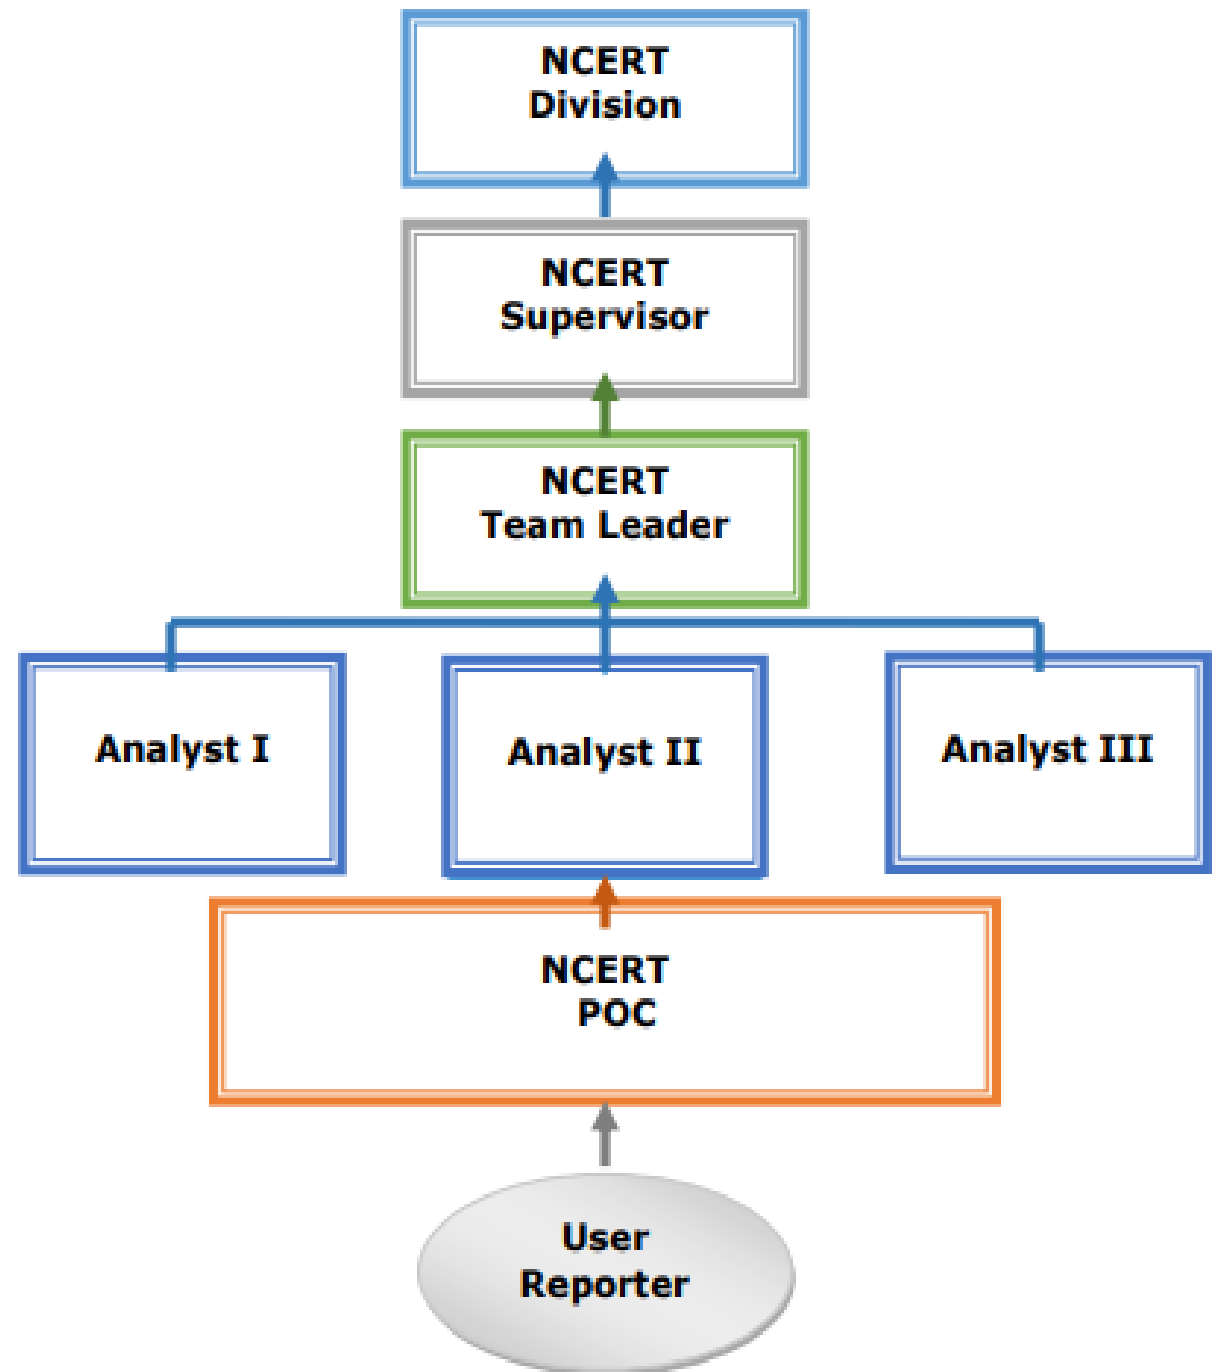 NCERT
Division
NCERT
Supervisor
NCERT
Team Leader
Analyst I
Analyst II
Analyst III
NCERT
POC
User
Reporter